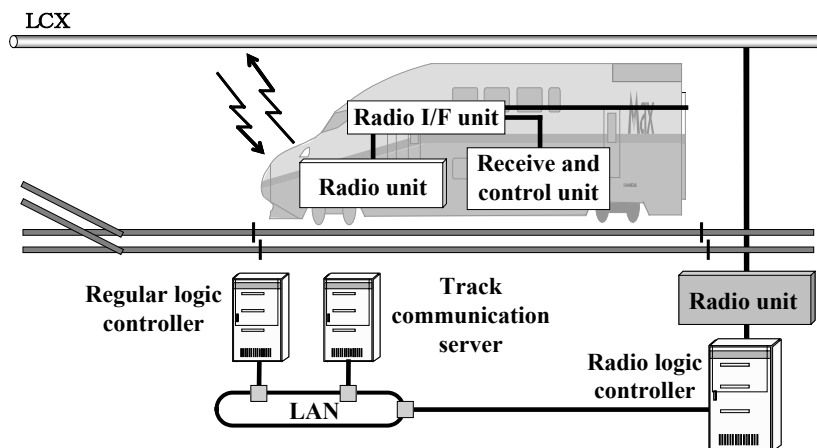 LCX
Max
Radio I/F unit
Radio unit
Receive and
control unit
Regular logic
controller
Track
communication
server
Radio unit
Radio logic
controller
LAN